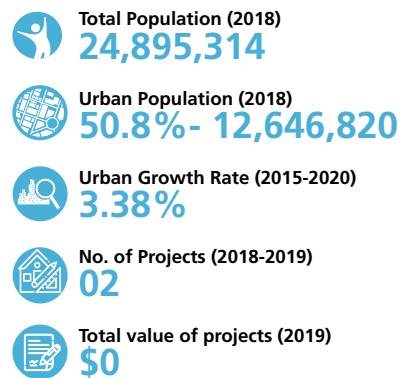 Total Population (2018)
24,895,314
Urban Population (2018)
50.8%- 12,646,820
Urban Growth Rate (2015-2020)
3.38%
No. of Projects (2018-2019)
02
Total value of projects (2019)
$0